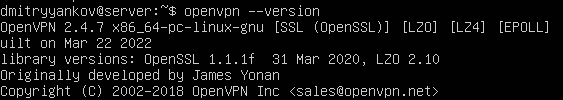 dmitryyankov@server:~$ openvpn --version
OpenVPN 2.4.7 x86_64-pc-linux-gnu [SSL (OpenSSL)] [LZO] [LZ4] [EPOLL]
uilt on Mar 22 2022
library versions: OpenSSL 1.1.1f  31 Mar 2020, LZO 2.10
Originally developed by James Yonan
Copyright (C) 2002-2018 OpenVPN Inc <sales@openvpn.net>